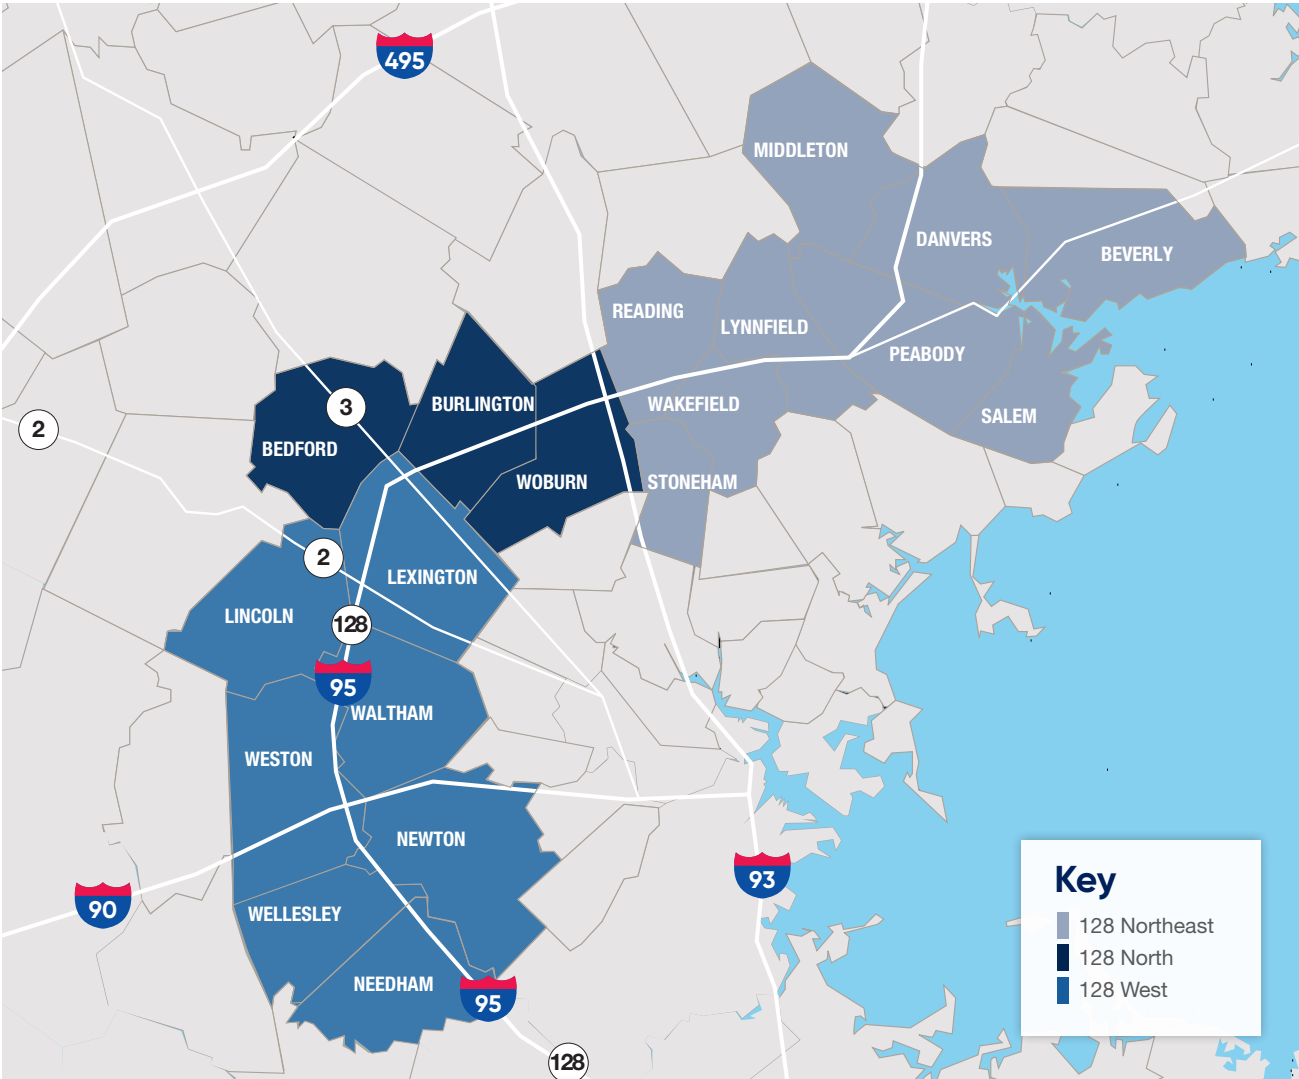 495
MIDDLETON
DANVERS
BEVERLY
READING
LYNNFIELD
PEABODY
3
BURLINGTON
WAKEFIELD
SALEM
2
BEDFORD
WOBURN
STONEHAM
2
LEXINGTON
LINCOLN
128
95
WALTHAM
WESTON
NEWTON
93
90
WELLESLEY
NEEDHAM
95
128
Key
128 Northeast
128 North
128 West